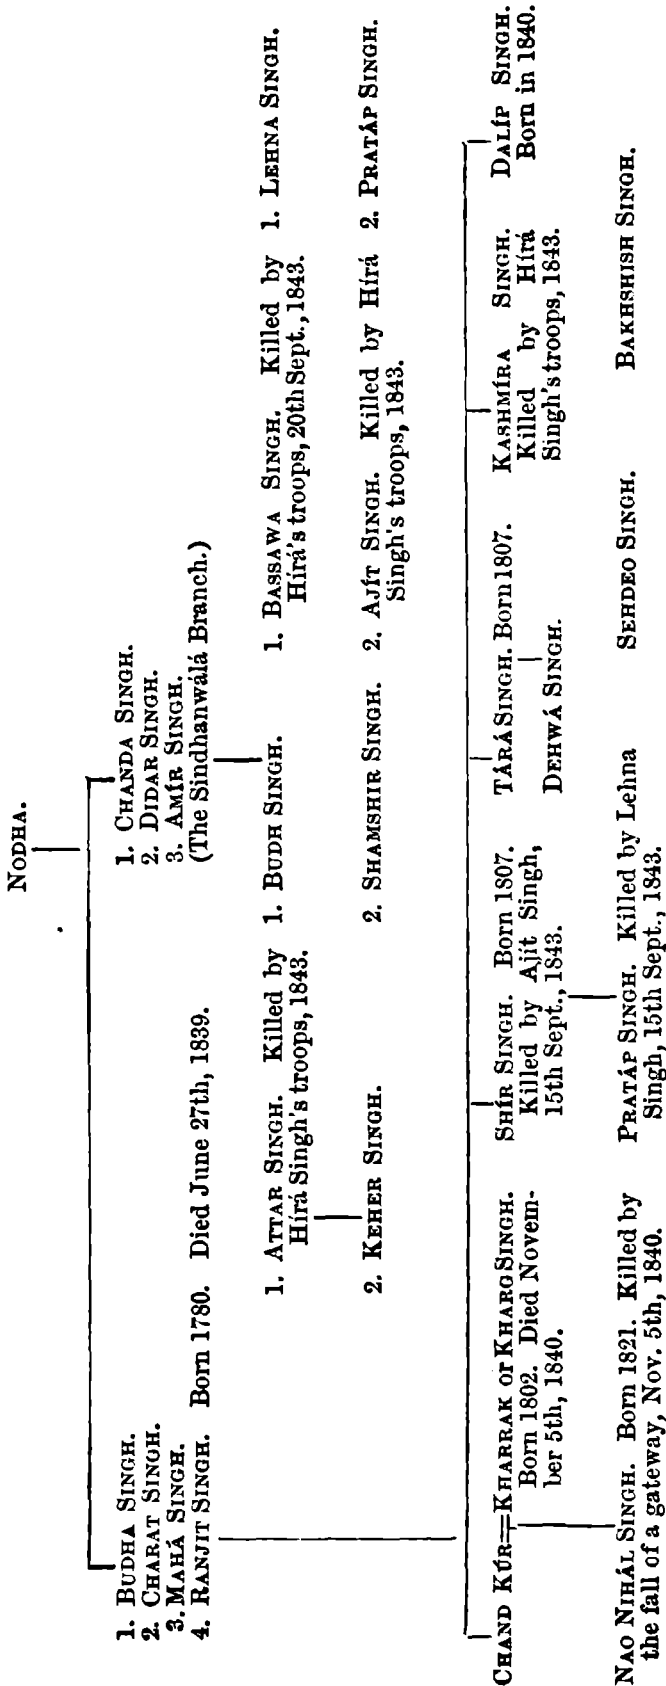 NODHA.
1. BUDHA SINGH.
2. CHARAT SINGH.
3. MAHÁ SINGH.
4. RANJIT SINGH. Born 1780. Died June 27th, 1839.
1. CHANDA SINGH.
2. DIDAR SINGH.
3. AMÍR SINGH.
(The Sindhanwálá Branch.)
1. ATTAR SINGH. Killed by
Hírá Singh's troops, 1843.
1. BUDH SINGH.
1. BASSAWA SINGH. Killed by
Hírá's troops, 20th Sept., 1843.
1. LEHNA SINGH.
2. KEHER SINGH.
2. SHAMSHIR SINGH.
2. AJÍT SINGH. Killed by Hírá
Singh's troops, 1843.
2. PRATÁP SINGH.
CHAND KÚR=KHARRAK or KHARG SINGH.
Born 1802. Died Novem-
ber 5th, 1840.
SHÍR SINGH. Born 1807.
Killed by Ajít Singh,
15th Sept., 1843.
TÁRÁ SINGH. Born 1807.
DEHWÁ SINGH.
KASHMÍRA SINGH.
Killed by Hírá
Singh's troops, 1843.
DALÍP SINGH.
Born in 1840.
NAO NIHÁL SINGH. Born 1821. Killed by
the fall of a gateway, Nov. 5th, 1840.
PRATÁP SINGH. Killed by Lehna
Singh, 15th Sept., 1843.
SEHDEO SINGH.
BAKHSHISH SINGH.